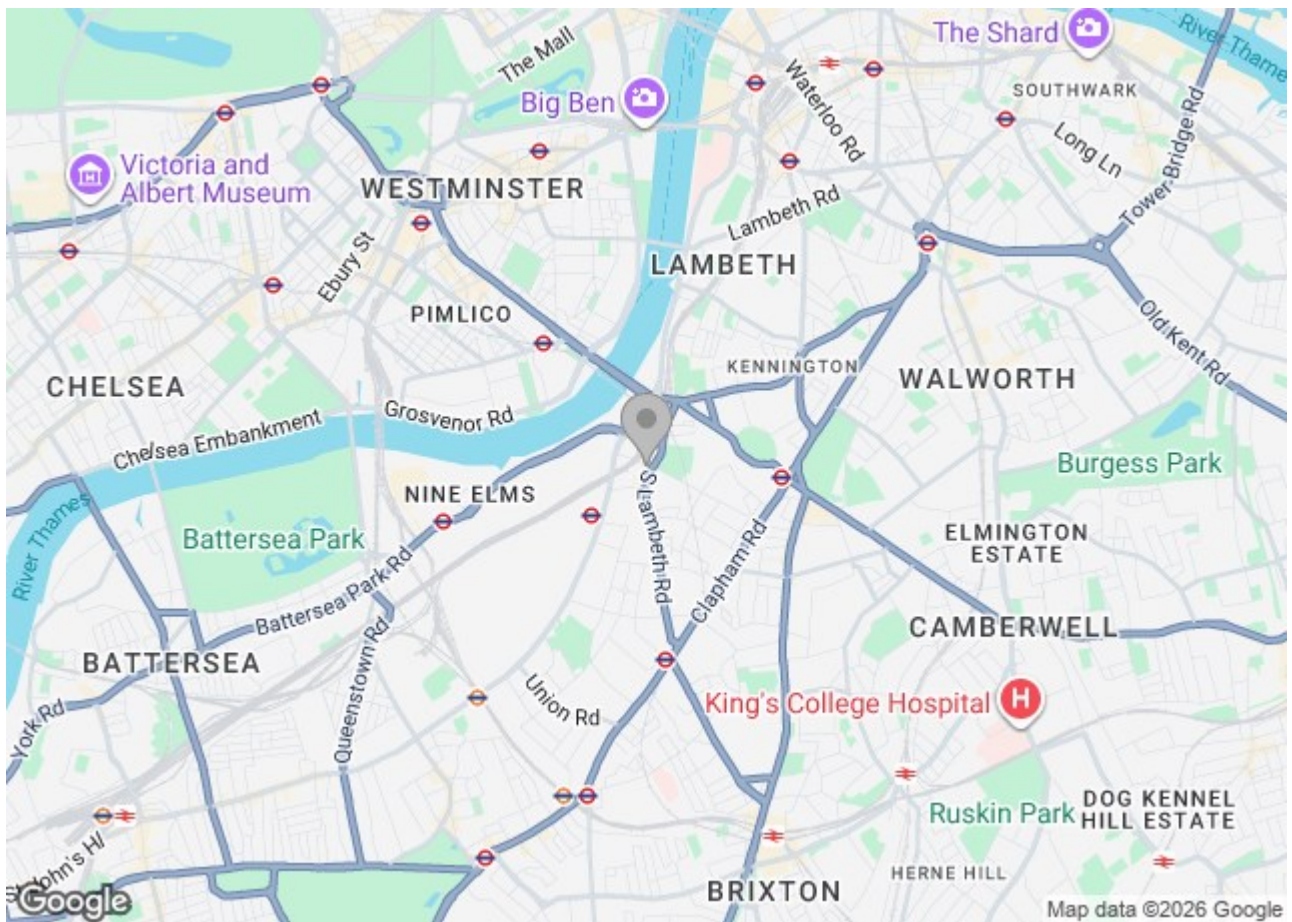 The Mall
The Shard
River Thames
Big Ben
Waterloo Rd
SOUTHWARK
Long Ln
Victoria and
Albert Museum
WESTMINSTER
Tower Bridge Rd
Lambeth Rd
Ebury St
LAMBETH
PIMLICO
Old Kent Rd
KENNINGTON
CHELSEA
WALWORTH
Grosvenor Rd
Chelsea Embankment
Burgess Park
NINE ELMS
S Lambeth Rd
River Thames
Battersea Park
ELMINGTON
ESTATE
Clapham Rd
Battersea Park Rd
CAMBERWELL
BATTERSEA
Queenstown Rd
Union Rd
King's College Hospital
H
York Rd
Ruskin Park
DOG KENNEL
HILL ESTATE
St John's Hl
HERNE HILL
BRIXTON
Google
Map data ©2026 Google